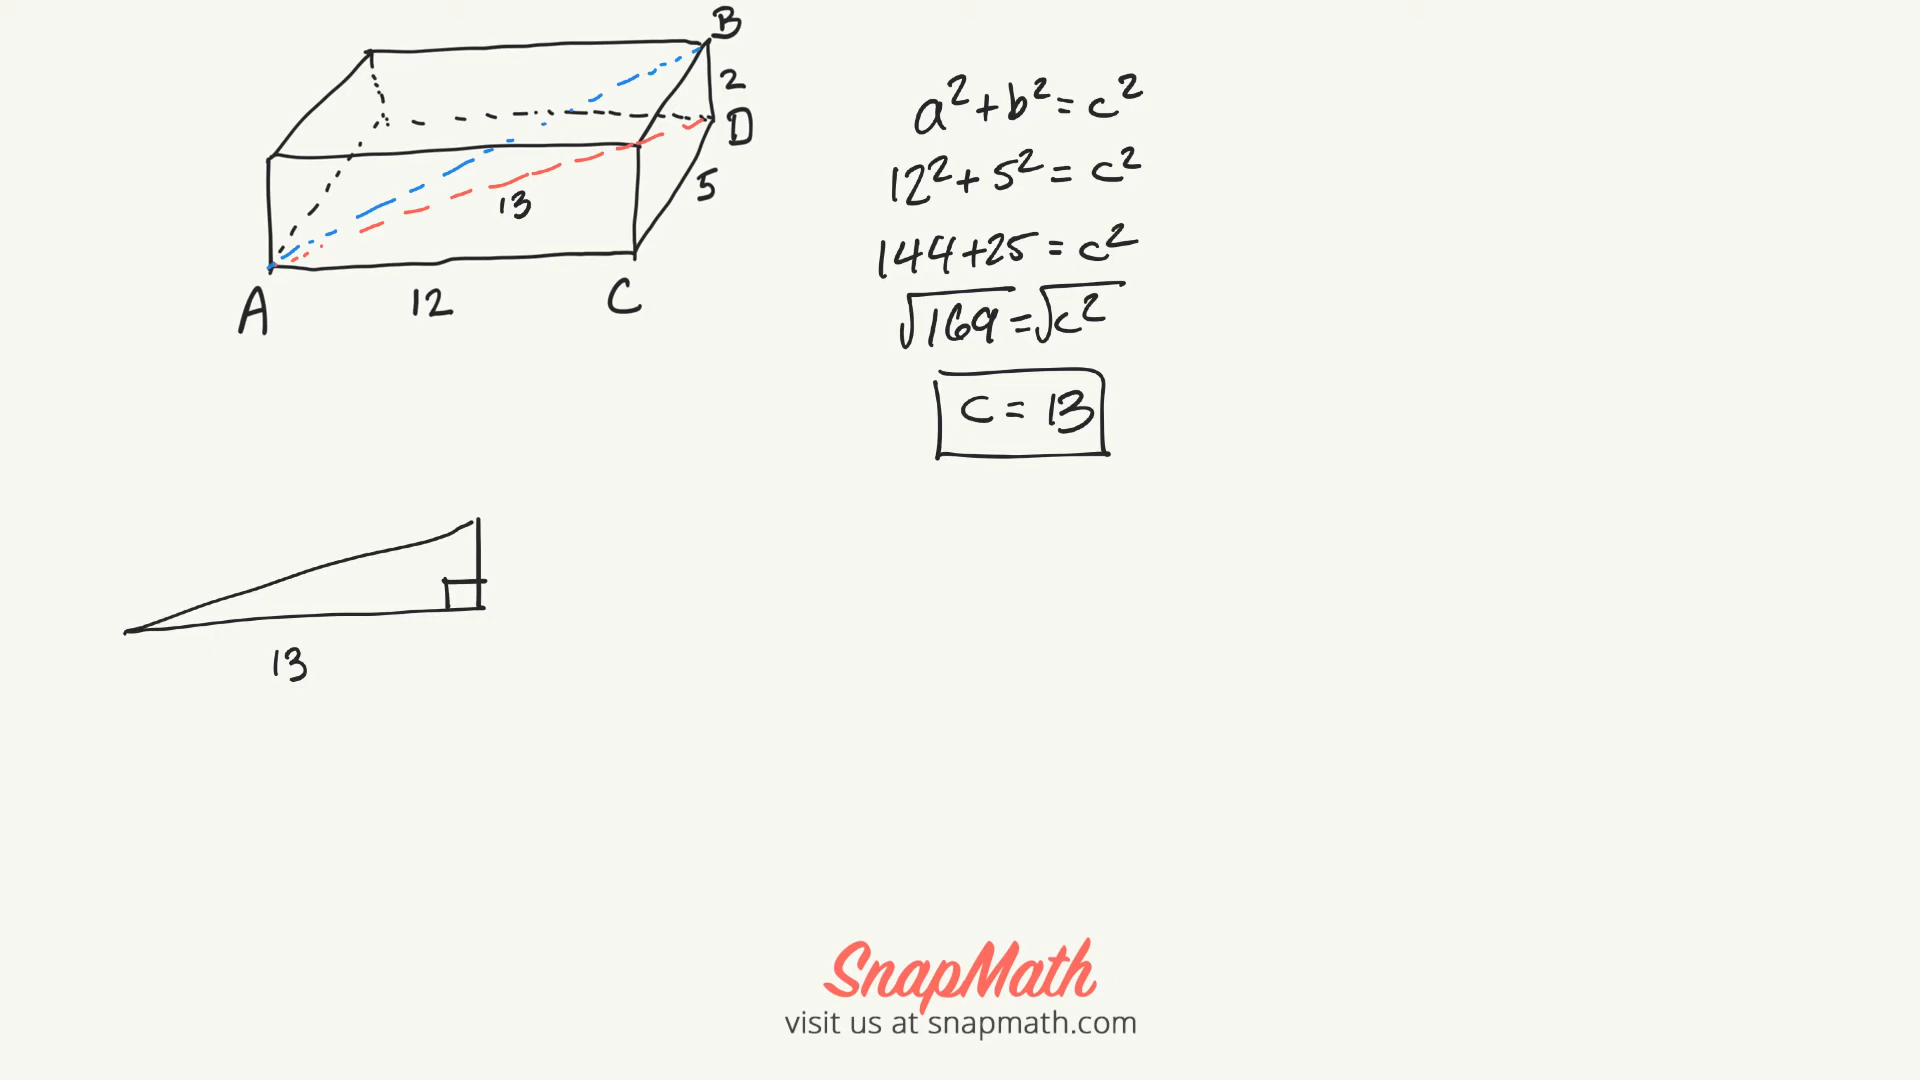 B
2
D
5
13
A
12
C
a²+b²=c²
12²+5²=c²
144+25=c²
√169=√c²
c=13
13
SnapMath
visit us at snapmath.com